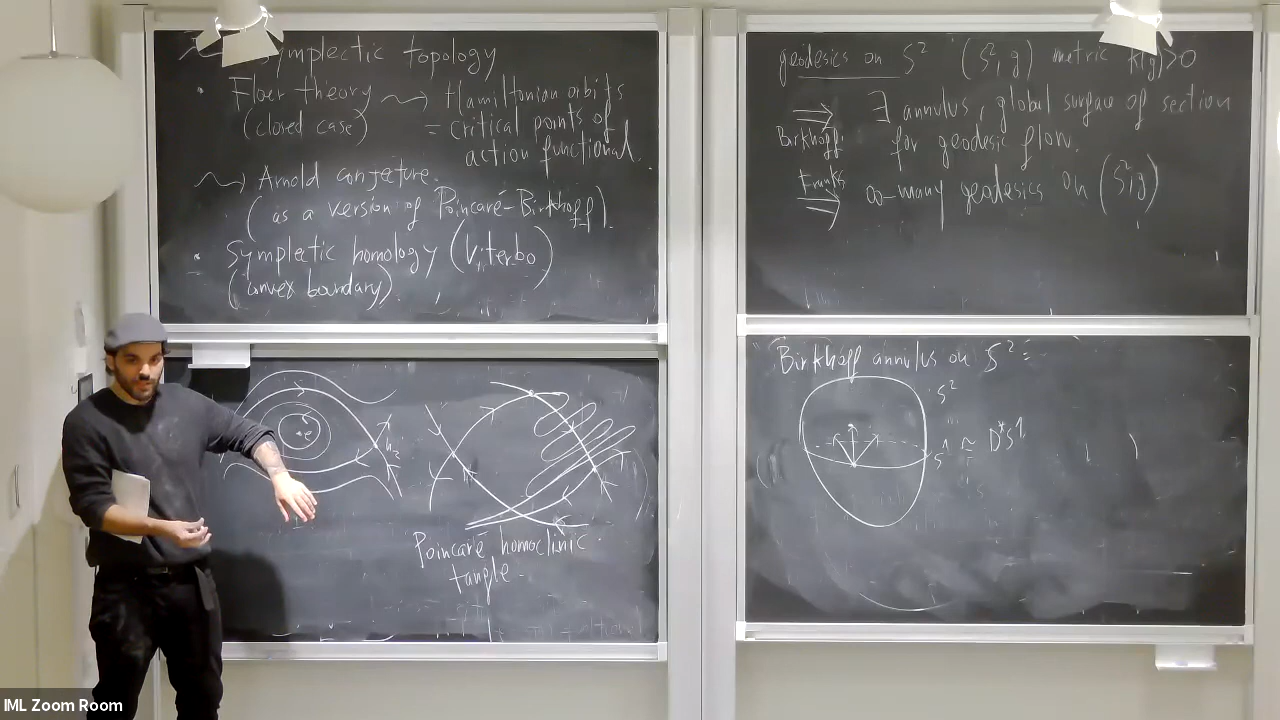 symplectic topology
• Floer theory ⇝ Hamiltonian orbits
(closed case) = critical points of
action functional.
⇝ Arnold conjecture.
(as a version of Poincaré-Birkhoff).
• Symplectic homology (Viterbo)
(convex boundary).
e
Poincaré homoclinic
tangle.
geodesics on S² (S², g) metric K(g)>0
⇒ ∃ annulus, global surface of section
Birkhoff. for geodesic flow.
Franks
⇒ ∞-many geodesics on (S², g)
Birkhoff annulus on S²:
S²
S¹ D*S¹
IML Zoom Room